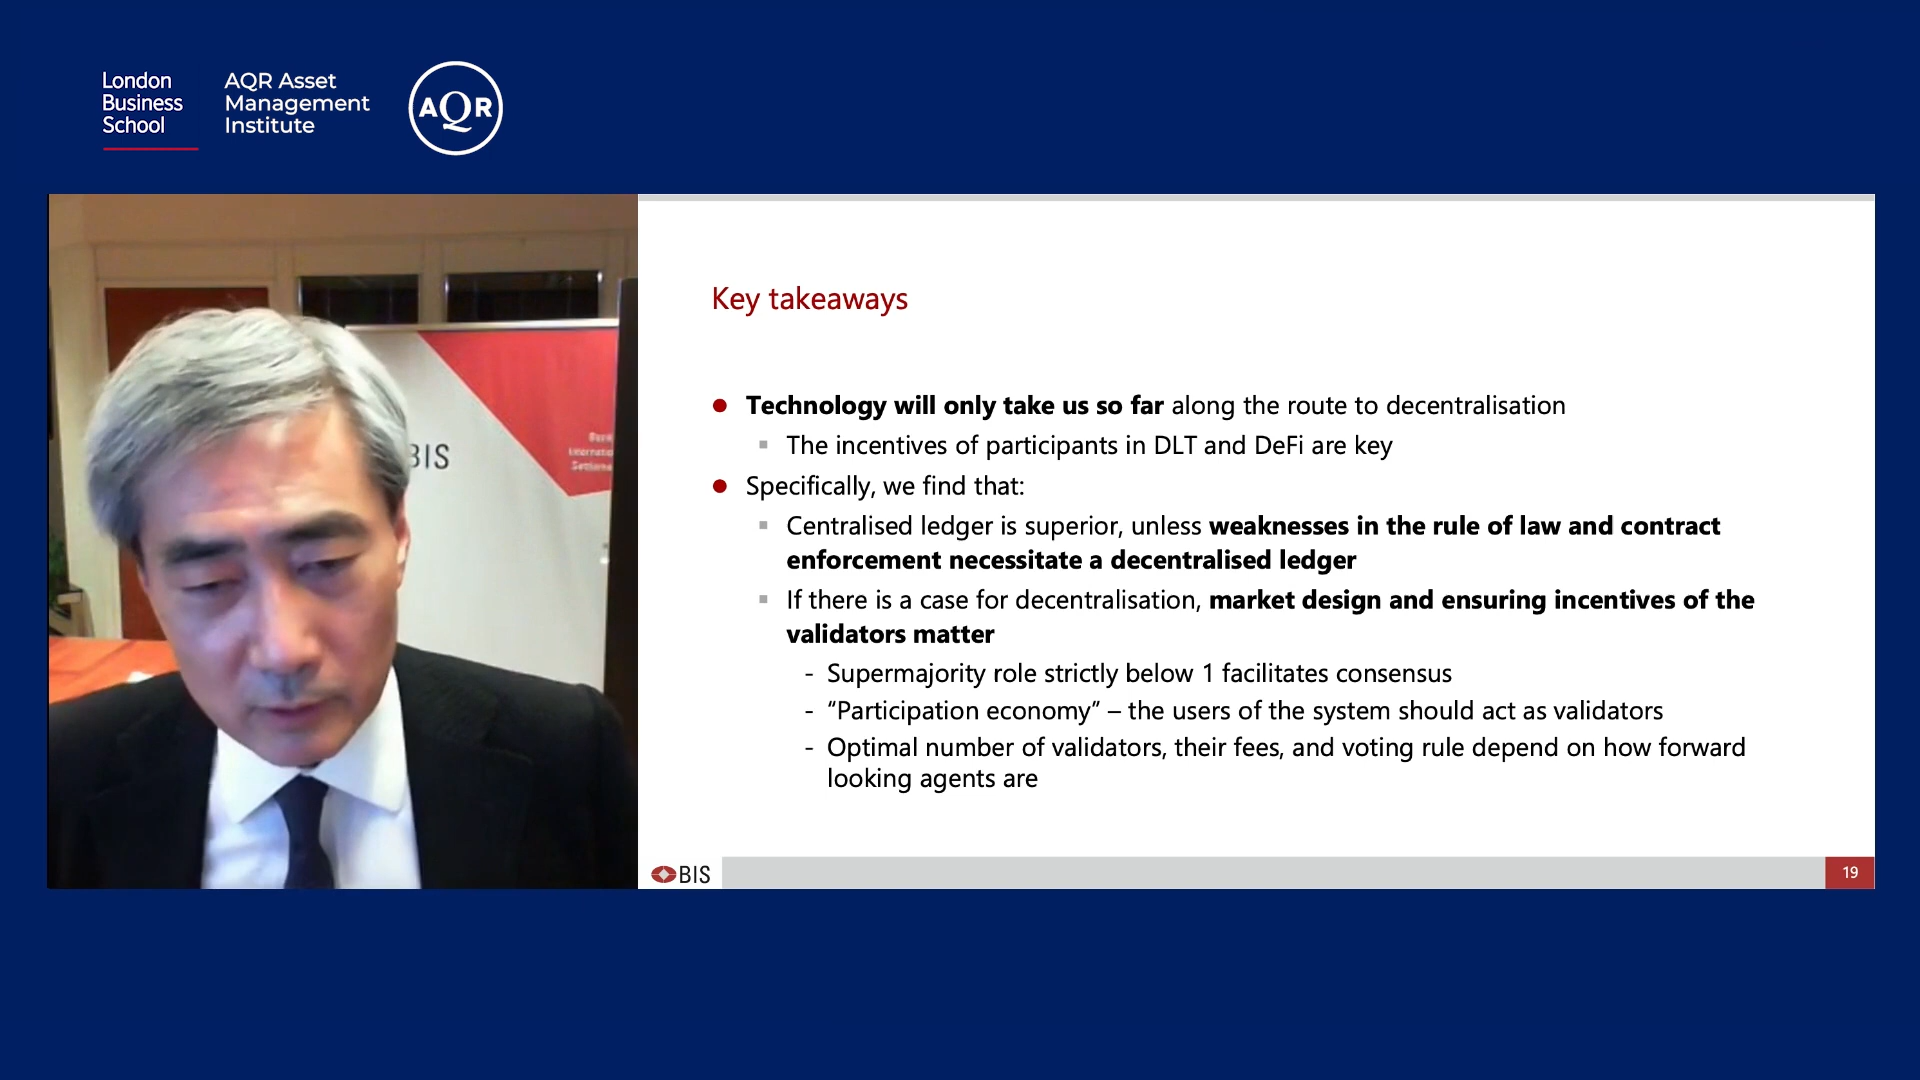 London
Business
School
AQR Asset
Management
Institute
AQR
BIS
Key takeaways
Technology will only take us so far along the route to decentralisation
The incentives of participants in DLT and DeFi are key
Specifically, we find that:
Centralised ledger is superior, unless weaknesses in the rule of law and contract
enforcement necessitate a decentralised ledger
If there is a case for decentralisation, market design and ensuring incentives of the
validators matter
- Supermajority role strictly below 1 facilitates consensus
- “Participation economy” – the users of the system should act as validators
- Optimal number of validators, their fees, and voting rule depend on how forward
looking agents are
BIS
19